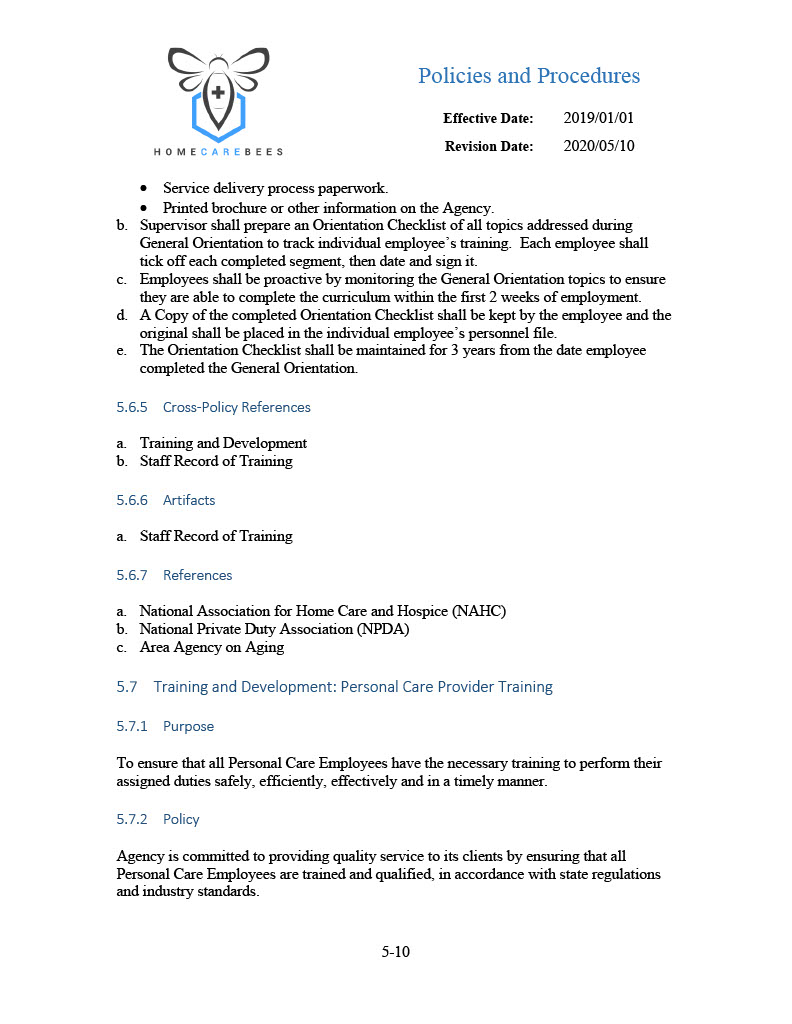 Policies and Procedures
Effective Date: 2019/01/01
Revision Date: 2020/05/10
HOMECAREBEES
• Service delivery process paperwork.
• Printed brochure or other information on the Agency.
b. Supervisor shall prepare an Orientation Checklist of all topics addressed during
General Orientation to track individual employee’s training. Each employee shall
tick off each completed segment, then date and sign it.
c. Employees shall be proactive by monitoring the General Orientation topics to ensure
they are able to complete the curriculum within the first 2 weeks of employment.
d. A Copy of the completed Orientation Checklist shall be kept by the employee and the
original shall be placed in the individual employee’s personnel file.
e. The Orientation Checklist shall be maintained for 3 years from the date employee
completed the General Orientation.
5.6.5 Cross-Policy References
a. Training and Development
b. Staff Record of Training
5.6.6 Artifacts
a. Staff Record of Training
5.6.7 References
a. National Association for Home Care and Hospice (NAHC)
b. National Private Duty Association (NPDA)
c. Area Agency on Aging
5.7 Training and Development: Personal Care Provider Training
5.7.1 Purpose
To ensure that all Personal Care Employees have the necessary training to perform their
assigned duties safely, efficiently, effectively and in a timely manner.
5.7.2 Policy
Agency is committed to providing quality service to its clients by ensuring that all
Personal Care Employees are trained and qualified, in accordance with state regulations
and industry standards.
5-10